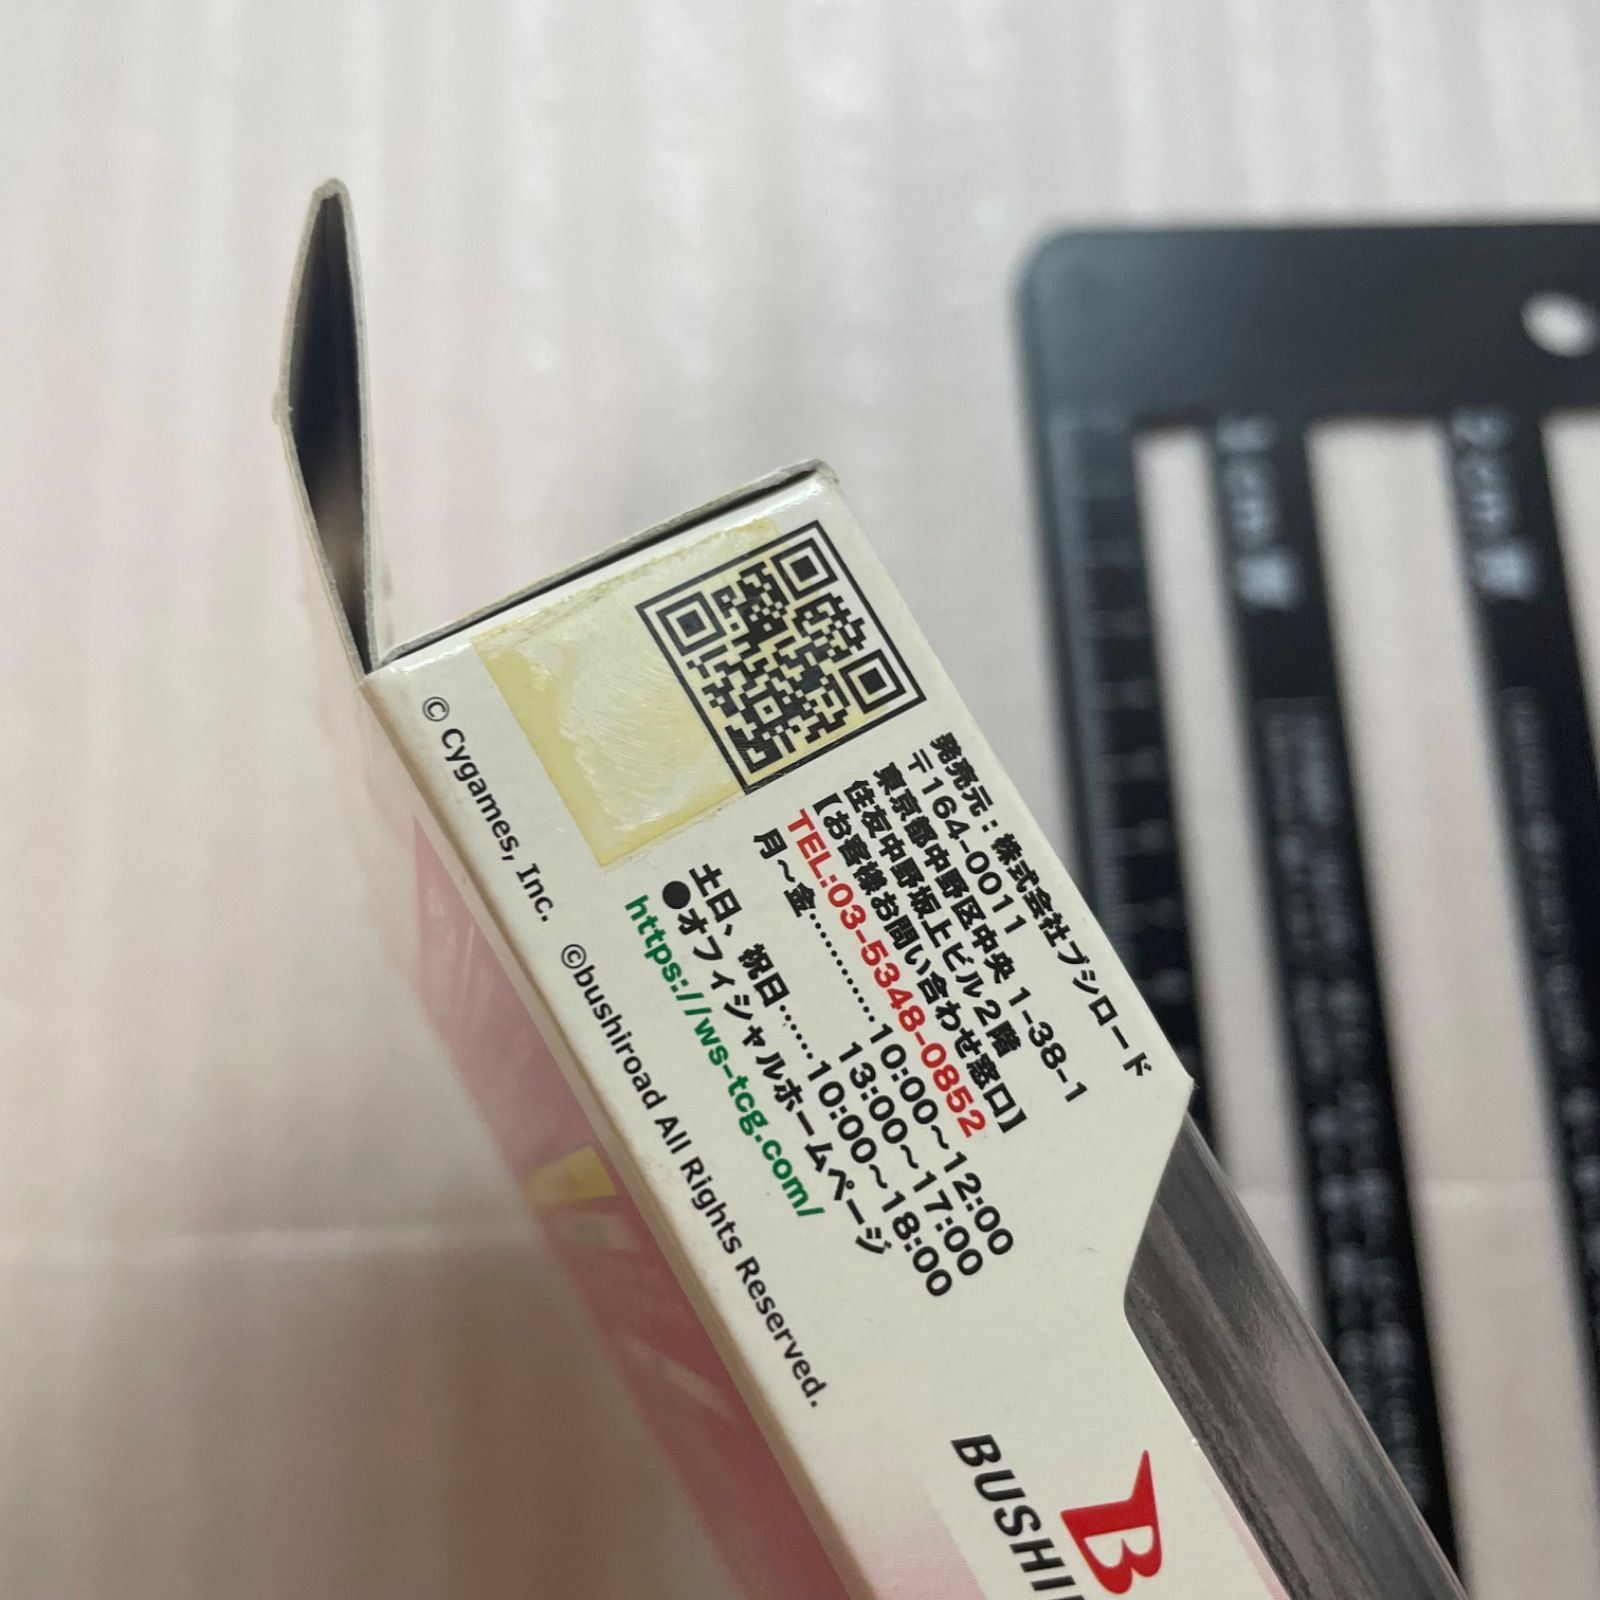 発売元：株式会社ブシロード
〒164-0011
東京都中野区中央 1-38-1
住友中野坂上ビル２階
【お客様お問い合わせ窓口】
TEL:03-5348-0852
月～金…………10:00～12:00
13:00～17:00
土日、祝日……10:00～18:00
●オフィシャルホームページ
https://ws-tcg.com/
© Cygames, Inc. ©bushiroad All Rights Reserved.
B
BUSHI
1cm
2cm